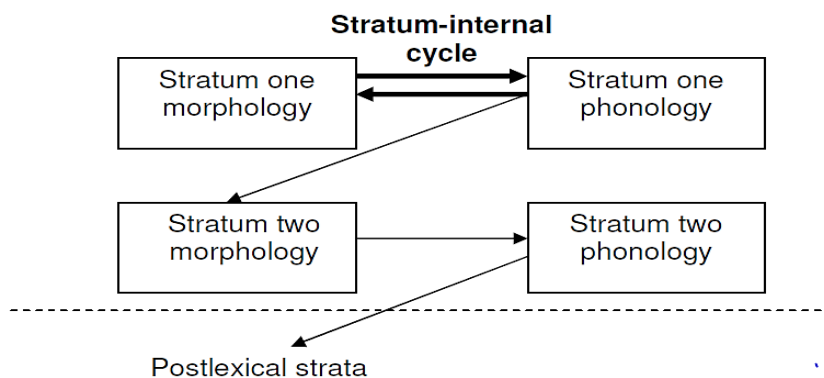 Stratum-internal
cycle
Stratum one
morphology
Stratum one
phonology
Stratum two
morphology
Stratum two
phonology
Postlexical strata